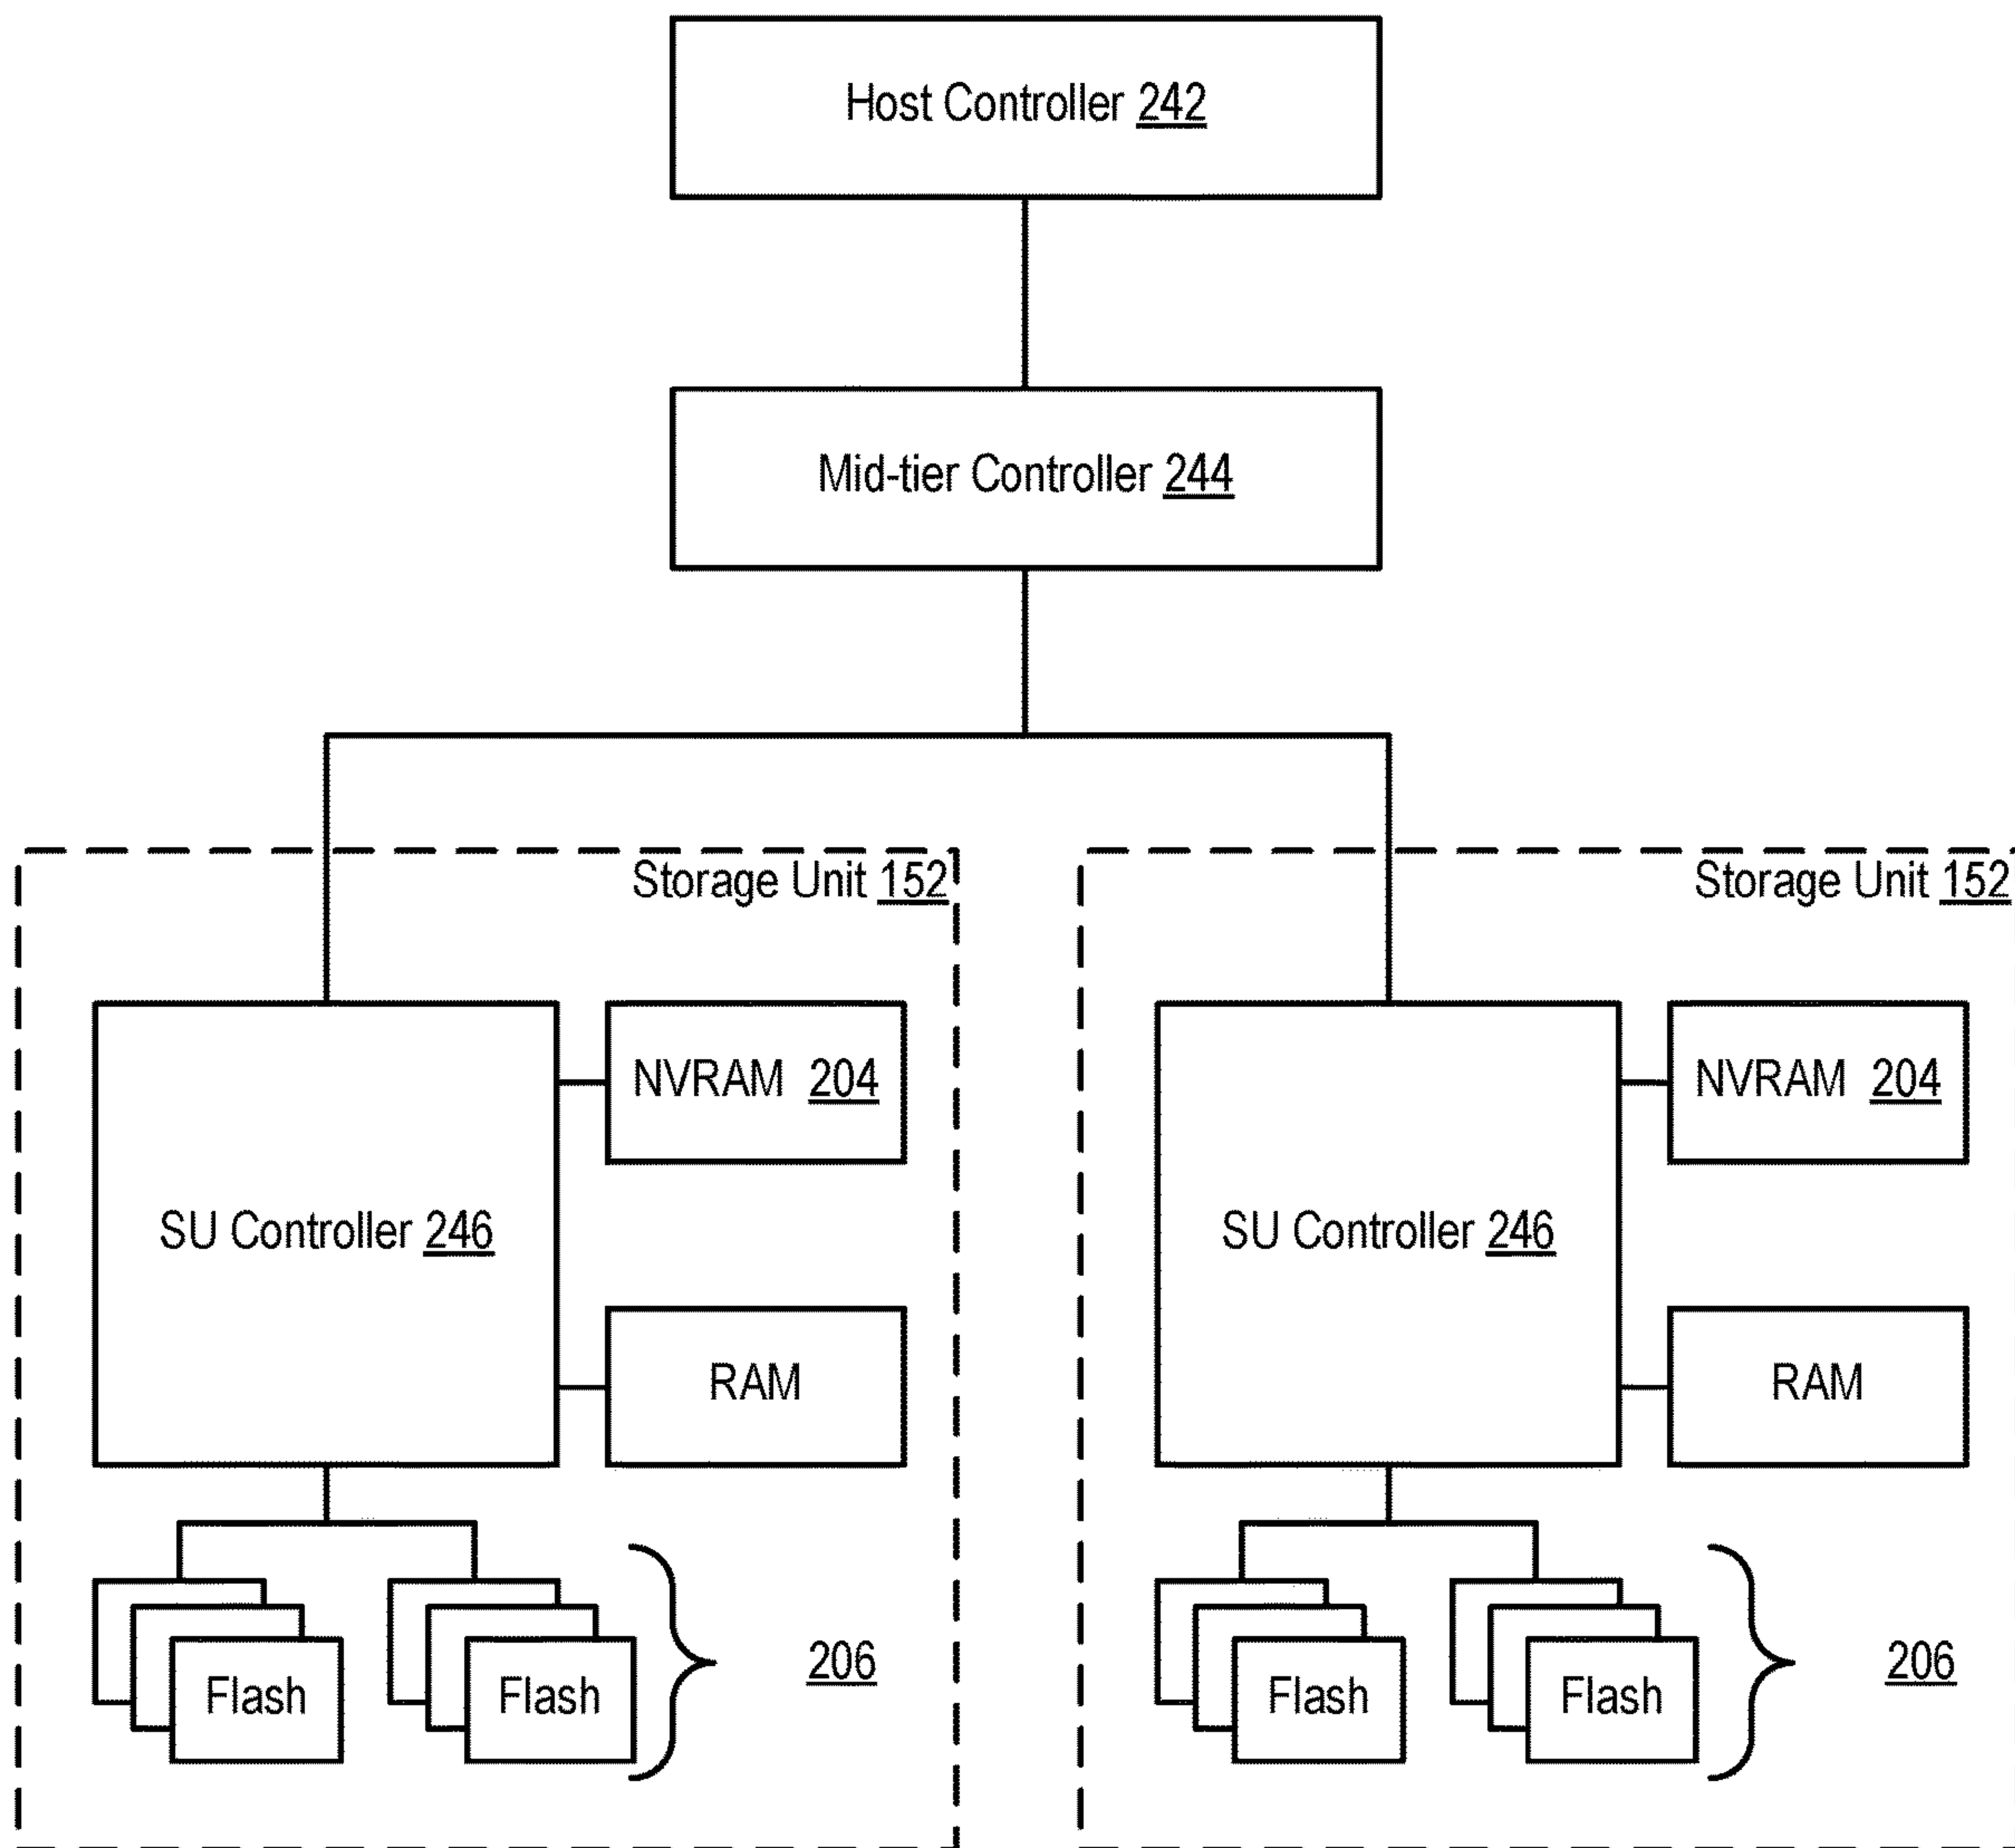 Host Controller 242
Mid-tier Controller 244
Storage Unit 152
NVRAM 204
SU Controller 246
RAM
Flash
Flash
206
Storage Unit 152
NVRAM 204
SU Controller 246
RAM
Flash
Flash
206